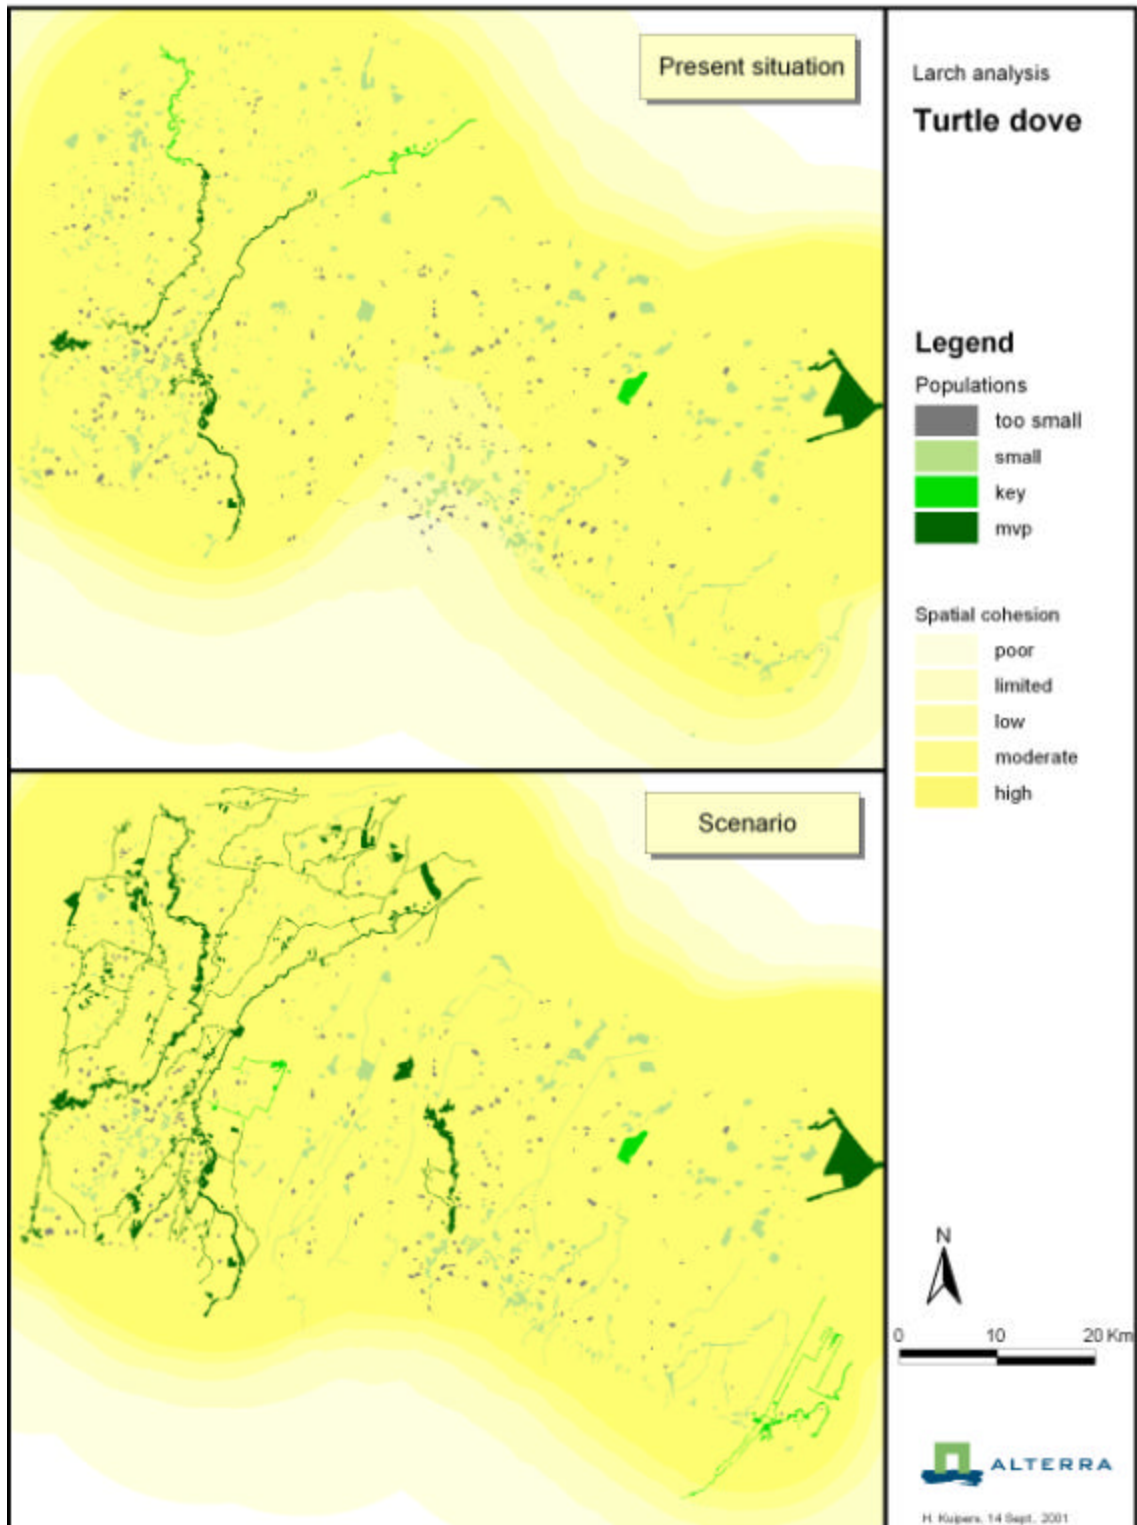 Present situation
Larch analysis
Turtle dove
Legend
Populations
too small
small
key
mvp
Spatial cohesion
poor
limited
low
moderate
high
Scenario
N
0 10 20 Km
ALTERRA
H. Kuipers, 14 Sept. 2001